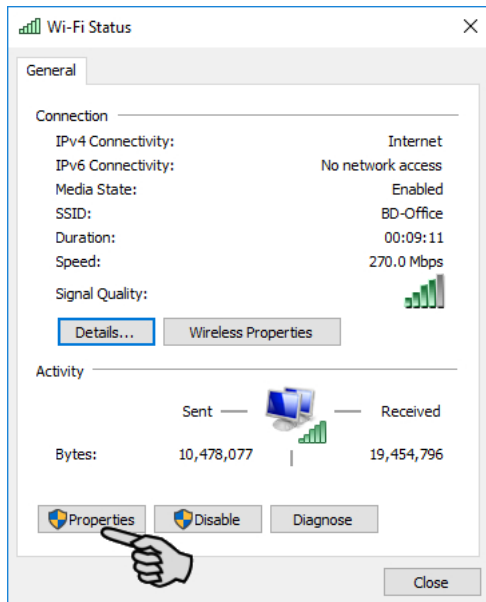 Wi-Fi Status
General
Connection
IPv4 Connectivity: Internet
IPv6 Connectivity: No network access
Media State: Enabled
SSID: BD-Office
Duration: 00:09:11
Speed: 270.0 Mbps
Signal Quality:
Details... Wireless Properties
Activity
Sent Received
Bytes: 10,478,077 19,454,796
Properties Disable Diagnose
Close